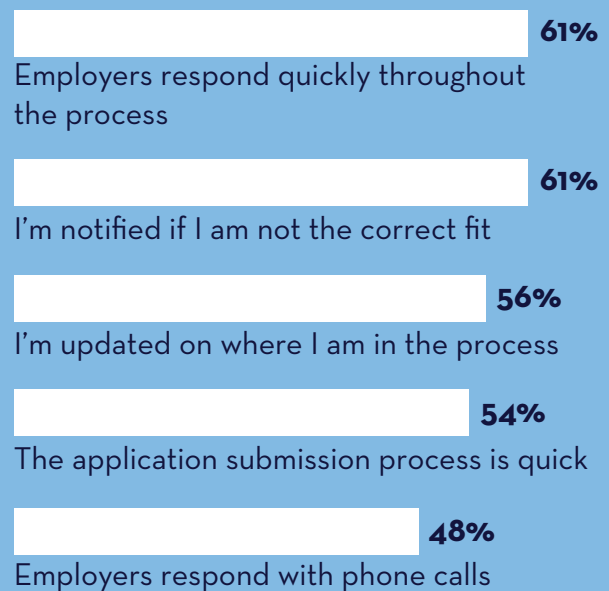 61%
Employers respond quickly throughout
the process
61%
I’m notified if I am not the correct fit
56%
I’m updated on where I am in the process
54%
The application submission process is quick
48%
Employers respond with phone calls